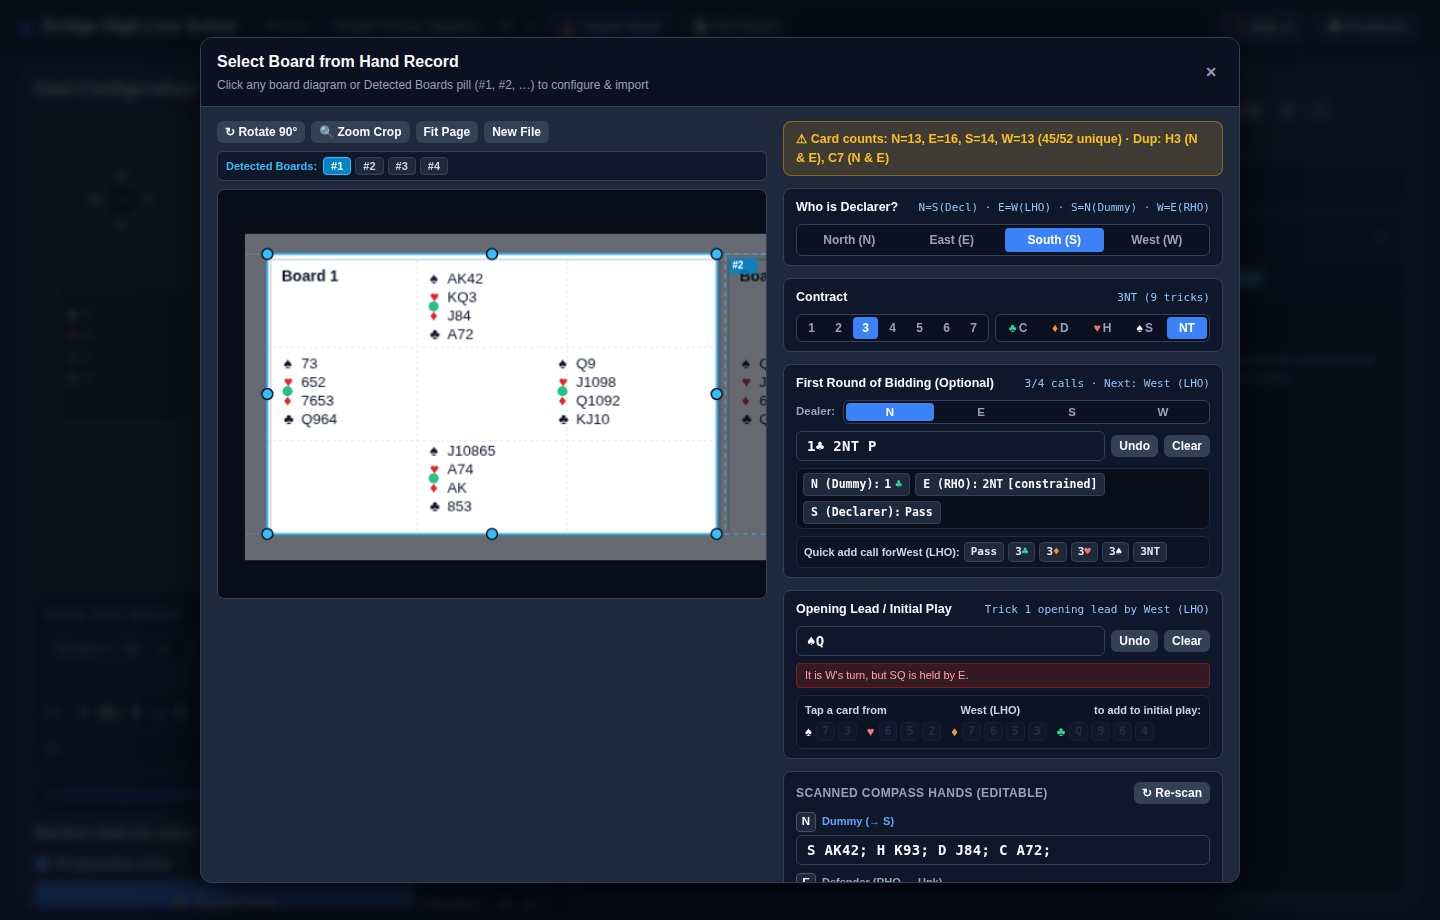 Select Board from Hand Record
Click any board diagram or Detected Boards pill (#1, #2, …) to configure & import
✕
↻ Rotate 90° 🔍 Zoom Crop Fit Page New File
Detected Boards: #1 #2 #3 #4
Board 1
♠ AK42
♥ KQ3
♦ J84
♣ A72
♠ 73
♥ 652
♦ 7653
♣ Q964
♠ Q9
♥ J1098
♦ Q1092
♣ KJ10
♠ J10865
♥ A74
♦ AK
♣ 853
#2
⚠ Card counts: N=13, E=16, S=14, W=13 (45/52 unique) · Dup: H3 (N
& E), C7 (N & E)
Who is Declarer? N=S(Decl) · E=W(LHO) · S=N(Dummy) · W=E(RHO)
North (N) East (E) South (S) West (W)
Contract 3NT (9 tricks)
1 2 3 4 5 6 7 ♣C ♦D ♥H ♠S NT
First Round of Bidding (Optional) 3/4 calls · Next: West (LHO)
Dealer: N E S W
1♣ 2NT P Undo Clear
N (Dummy): 1 ♣ E (RHO): 2NT [constrained]
S (Declarer): Pass
Quick add call forWest (LHO): Pass 3♣ 3♦ 3♥ 3♠ 3NT
Opening Lead / Initial Play Trick 1 opening lead by West (LHO)
♠Q Undo Clear
It is W's turn, but SQ is held by E.
Tap a card from West (LHO) to add to initial play:
♠ 7 3 ♥ 6 5 2 ♦ 7 6 5 3 ♣ Q 9 6 4
SCANNED COMPASS HANDS (EDITABLE) ↻ Re-scan
N Dummy (→ S)
S AK42; H K93; D J84; C A72;